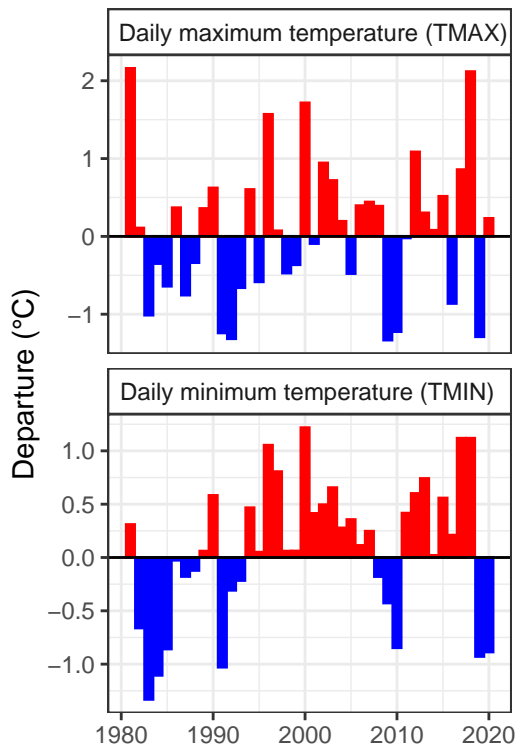 Daily maximum temperature (TMAX)
2
1
0
−1
Departure (°C)
Daily minimum temperature (TMIN)
1.0
0.5
0.0
−0.5
−1.0
1980 1990 2000 2010 2020